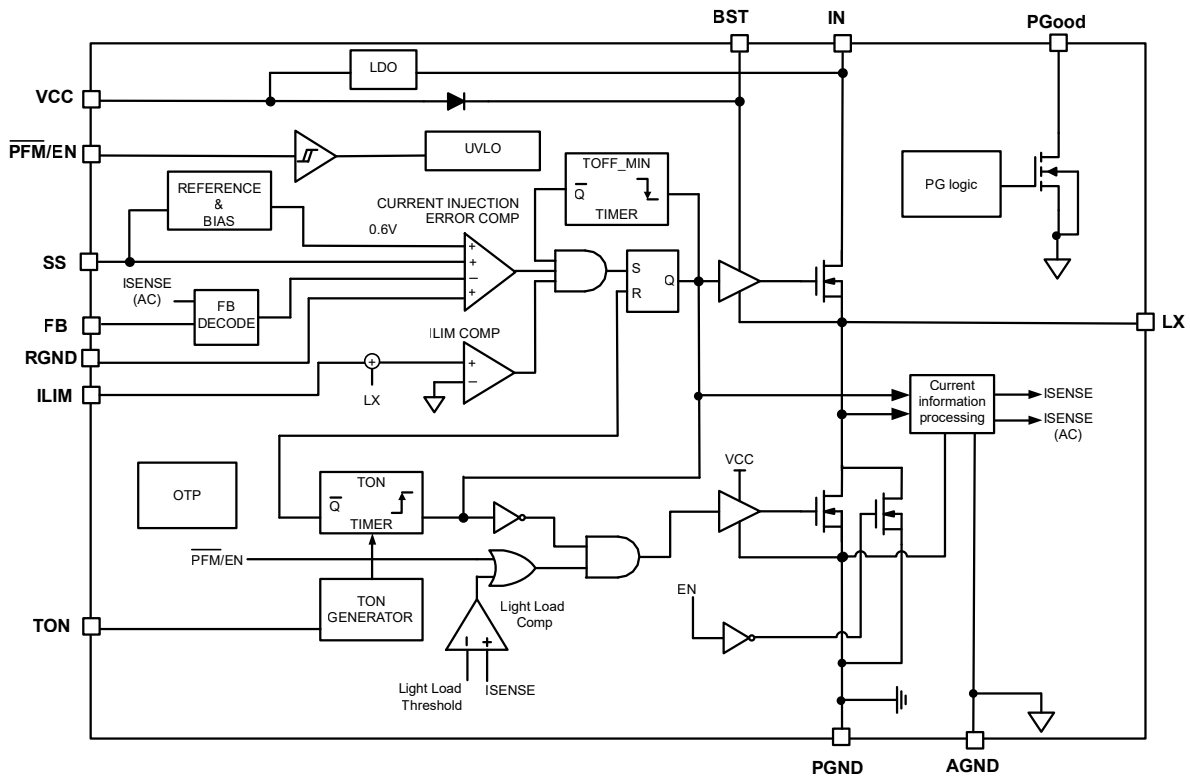 BST
IN
PGood
LDO
VCC
PFM/EN
UVLO
TOFF_MIN
Q
TIMER
REFERENCE
&
BIAS
CURRENT INJECTION
ERROR COMP
0.6V
PG logic
SS
ISENSE
(AC)
FB
DECODE
+
+
−
+
S
R
Q
FB
RGND
ILIM
ILIM COMP
+
LX
+
−
LX
Current
information
processing
ISENSE
ISENSE
(AC)
OTP
TON
Q
TIMER
VCC
PFM/EN
TON
GENERATOR
TON
Light Load
Comp
EN
−
+
Light Load
Threshold
ISENSE
PGND
AGND